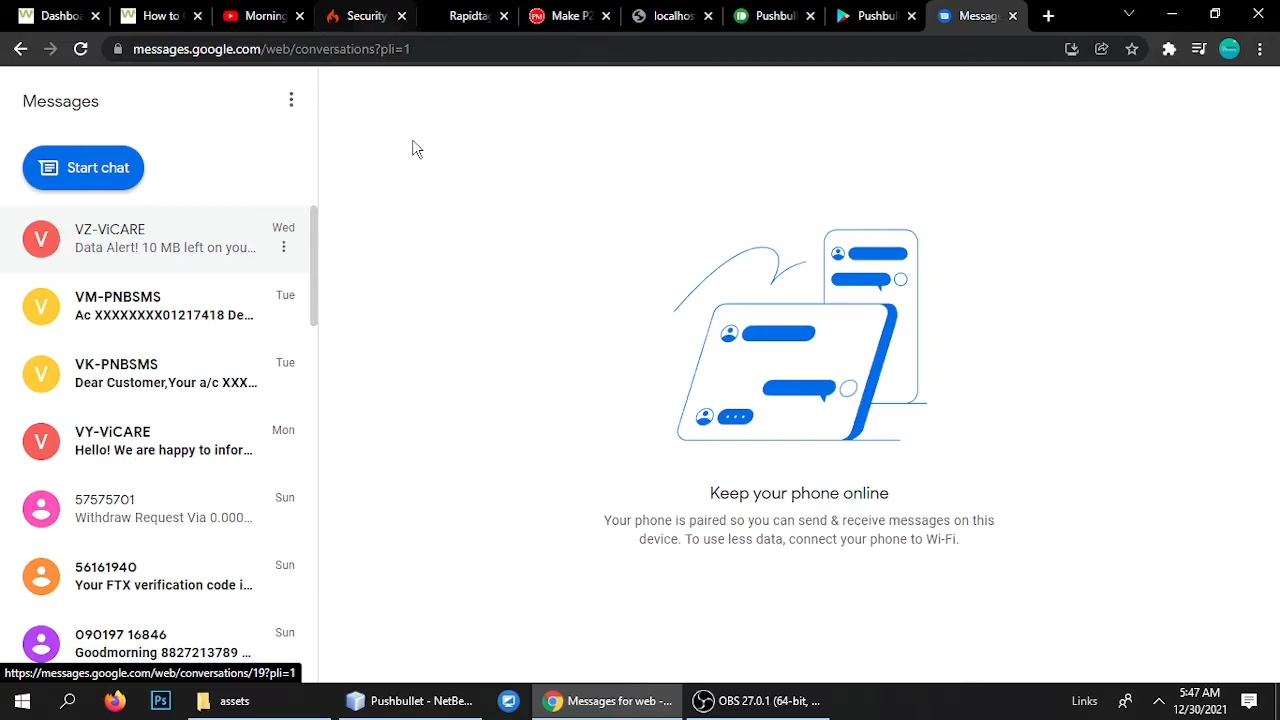 Dashbo
How to
Morning
Security
Rapidtag
Make P2
localhos
Pushbul
Pushbull
Messag
messages.google.com/web/conversations?pli=1
Messages
Start chat
V
VZ-ViCARE
Wed
Data Alert! 10 MB left on you...
V
VM-PNBSMS
Tue
Ac XXXXXXXX01217418 De...
V
VK-PNBSMS
Tue
Dear Customer,Your a/c XXX...
V
VY-ViCARE
Mon
Hello! We are happy to infor...
57575701
Sun
Withdraw Request Via 0.000...
56161940
Sun
Your FTX verification code i...
090197 16846
Sun
Goodmorning 8827213789 ...
Keep your phone online
Your phone is paired so you can send & receive messages on this
device. To use less data, connect your phone to Wi-Fi.
https://messages.google.com/web/conversations/19?pli=1
Ps
assets
Pushbullet - NetBe...
Messages for web -...
OBS 27.0.1 (64-bit, ...
Links
5:47 AM
12/30/2021